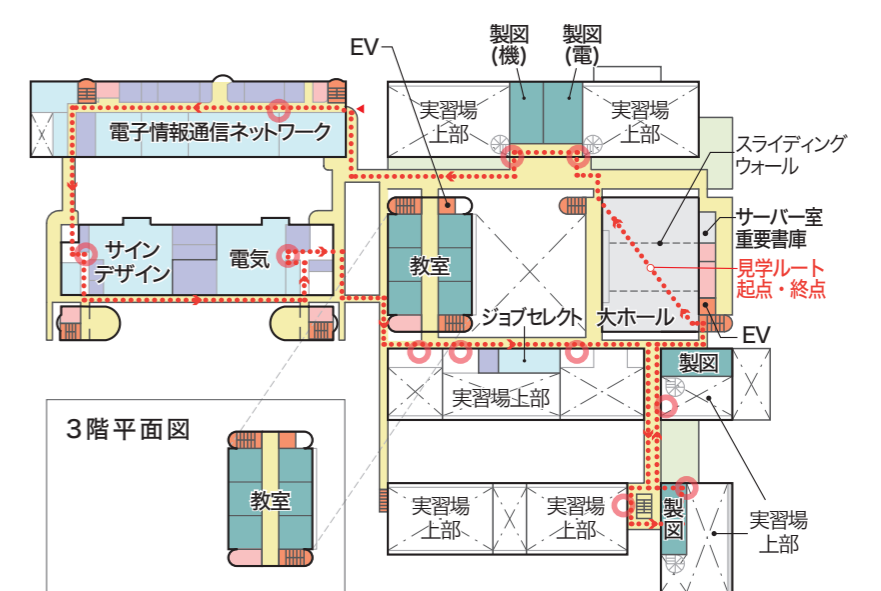 EV
製図
(機)
製図
(電)
実習場
上部
実習場
上部
電子情報通信ネットワーク
スライディング
ウォール
サーバー室
重要書庫
見学ルート
起点・終点
サイン
デザイン
電気
教室
ジョブセレクト
大ホール
EV
製図
実習場上部
3階平面図
教室
実習場
上部
実習場
上部
製図
実習場
上部